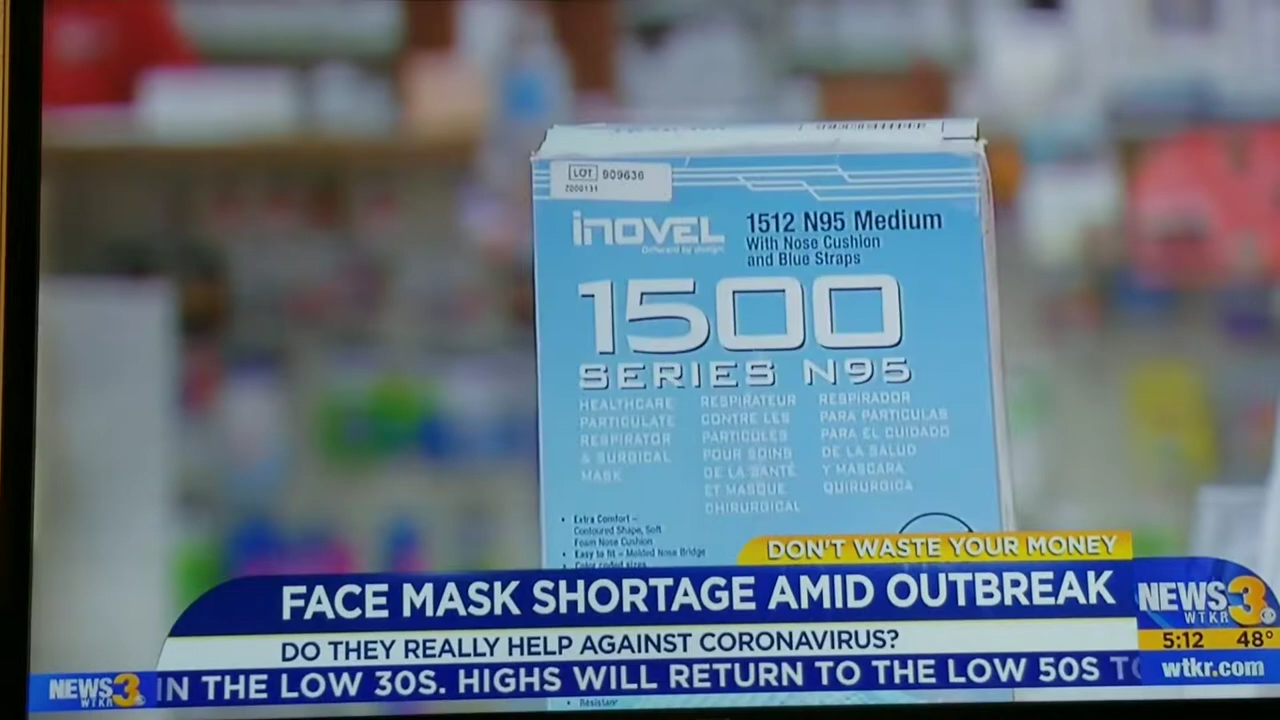 LOT 909636
2000131
inovel
1512 N95 Medium
With Nose Cushion
and Blue Straps
1500
SERIES N95
HEALTHCARE
PARTICULATE
RESPIRATOR
& SURGICAL
MASK
RESPIRATEUR
CONTRE LES
PARTICULES
POUR SOINS
DE LA SANTÉ
ET MASQUE
CHIRURGICAL
RESPIRADOR
PARA PARTICULAS
PARA EL CUIDADO
DE LA SALUD
Y MASCARA
QUIRURGICA
• Extra Comfort –
Contoured Shape, Soft
Foam Nose Cushion
• Easy to fit – Molded Nose Bridge
• Color coded sizes
DON'T WASTE YOUR MONEY
FACE MASK SHORTAGE AMID OUTBREAK
DO THEY REALLY HELP AGAINST CORONAVIRUS?
NEWS 3
WTKR
5:12 48°
wtkr.com
NEWS 3
WTKR
IN THE LOW 30S. HIGHS WILL RETURN TO THE LOW 50S TO
Resistant